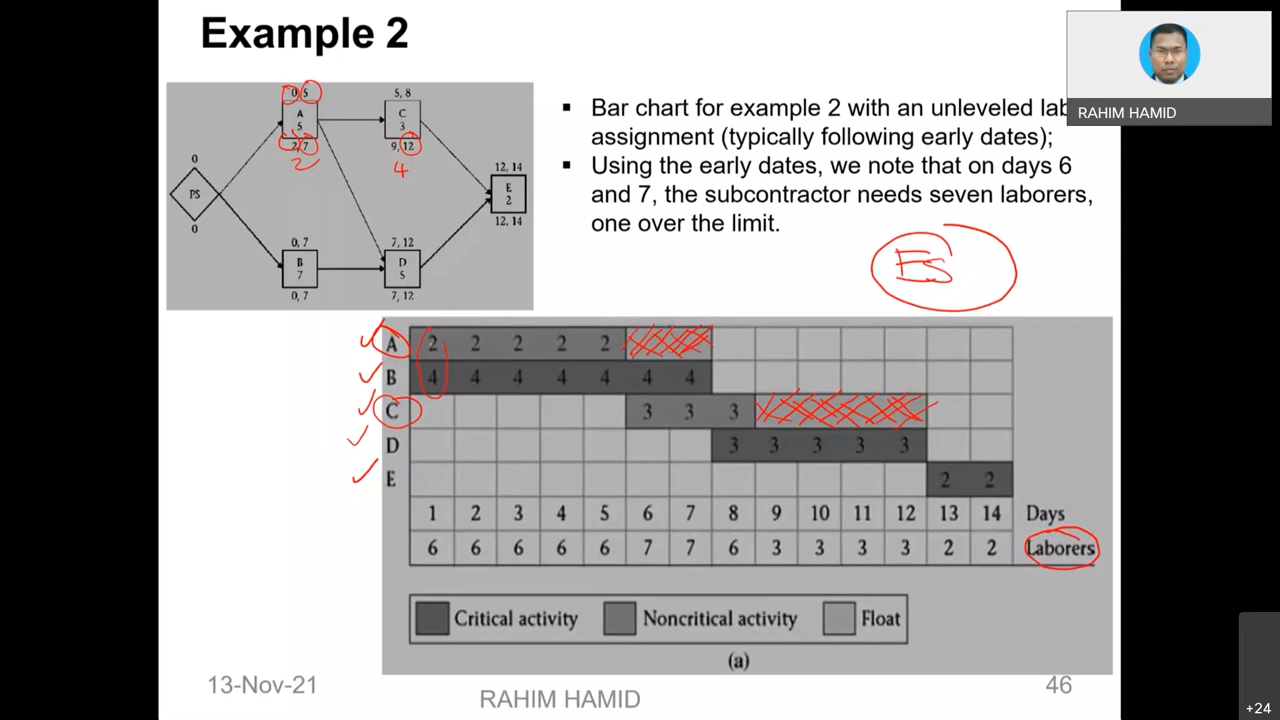 Example 2
RAHIM HAMID
▪ Bar chart for example 2 with an unleveled lab
assignment (typically following early dates);
▪ Using the early dates, we note that on days 6
and 7, the subcontractor needs seven laborers,
one over the limit.
ES
0, 5
A
5
2, 7
2
5, 8
C
3
9, 12
4
0
PS
0
12, 14
E
2
12, 14
0, 7
B
7
0, 7
7, 12
D
5
7, 12
A 2 2 2 2 2
B 4 4 4 4 4 4 4
C 3 3 3
D 3 3 3 3 3
E 2 2
1 2 3 4 5 6 7 8 9 10 11 12 13 14 Days
6 6 6 6 6 7 7 6 3 3 3 3 2 2 Laborers
Critical activity Noncritical activity Float
(a)
13-Nov-21 RAHIM HAMID 46
+24